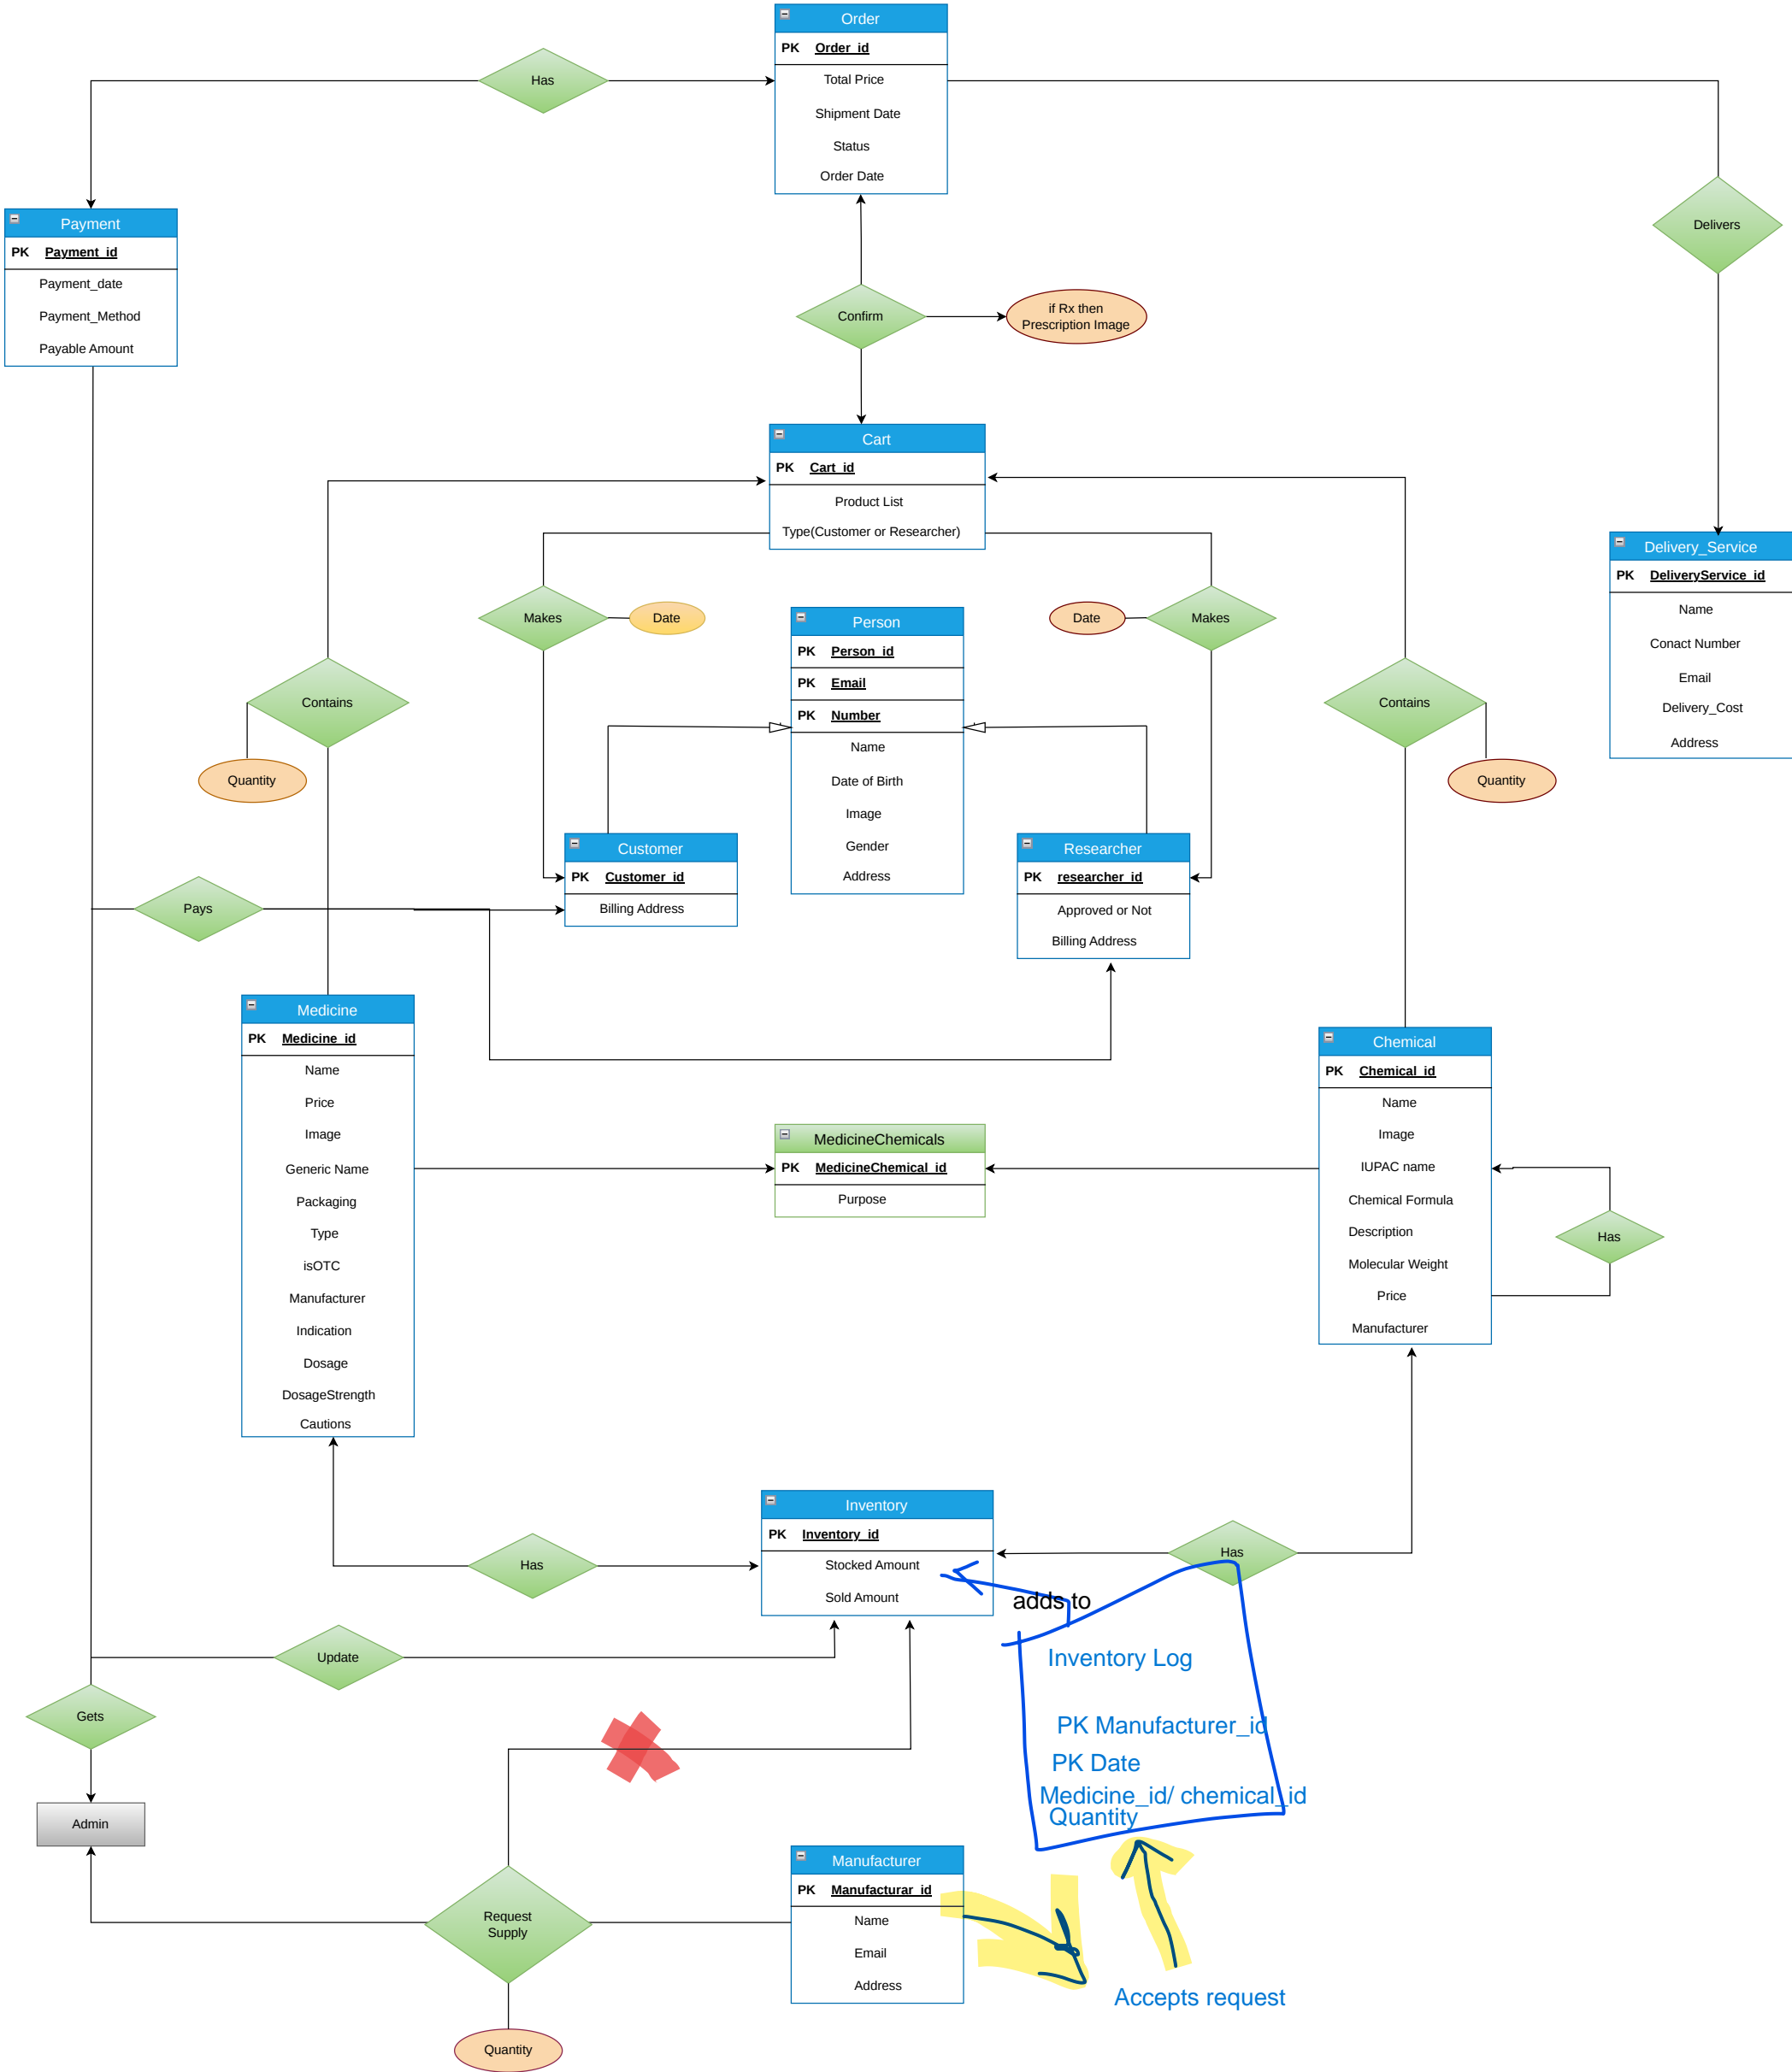 Order
PK Order_id
Total Price
Shipment Date
Status
Order Date
Has
Payment
PK Payment_id
Payment_date
Payment_Method
Payable Amount
Delivers
Confirm
if Rx then
Prescription Image
Cart
PK Cart_id
Product List
Type(Customer or Researcher)
Delivery_Service
PK DeliveryService_id
Name
Conact Number
Email
Delivery_Cost
Address
Makes
Date
Person
PK Person_id
PK Email
PK Number
Name
Date of Birth
Image
Gender
Address
Date
Makes
Contains
Quantity
Contains
Quantity
Customer
PK Customer_id
Billing Address
Researcher
PK researcher_id
Approved or Not
Billing Address
Pays
Medicine
PK Medicine_id
Name
Price
Image
Generic Name
Packaging
Type
isOTC
Manufacturer
Indication
Dosage
DosageStrength
Cautions
MedicineChemicals
PK MedicineChemical_id
Purpose
Chemical
PK Chemical_id
Name
Image
IUPAC name
Chemical Formula
Description
Molecular Weight
Price
Manufacturer
Has
Inventory
PK Inventory_id
Stocked Amount
Sold Amount
Has
Has
adds to
Inventory Log
PK Manufacturer_id
PK Date
Medicine_id/ chemical_id
Quantity
Update
Gets
Admin
Request
Supply
Quantity
Manufacturer
PK Manufacturar_id
Name
Email
Address
Accepts request